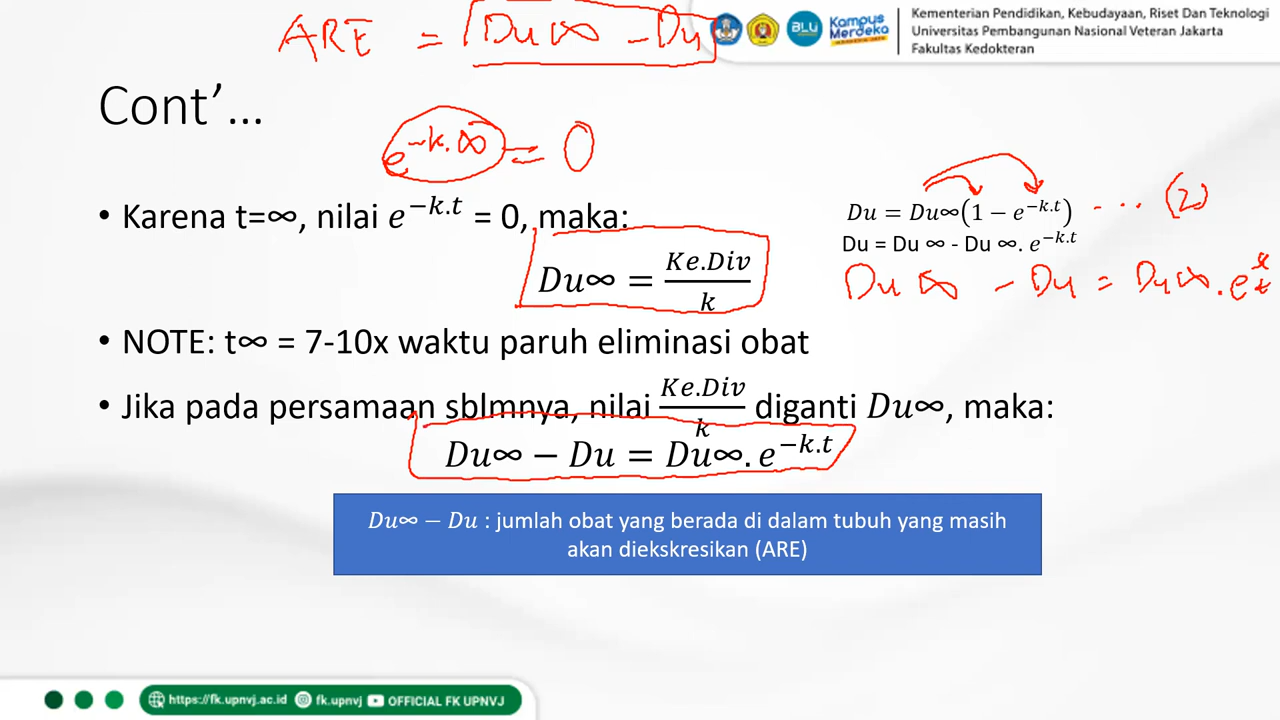 ARE = Du∞ - Du
BLU
Kampus Merdeka
Kementerian Pendidikan, Kebudayaan, Riset Dan Teknologi
Universitas Pembangunan Nasional Veteran Jakarta
Fakultas Kedokteran
Cont'...
e^{-k.∞} = 0
• Karena t=∞, nilai e^{−k.t} = 0, maka:
Du∞ = Ke.Div/k
Du = Du∞(1 − e^{−k.t}) ... (2)
Du = Du ∞ - Du ∞. e^{−k.t}
Du ∞ - Du = Du∞.e
• NOTE: t∞ = 7-10x waktu paruh eliminasi obat
• Jika pada persamaan sblmnya, nilai Ke.Div/k diganti Du∞, maka:
Du∞ − Du = Du∞. e^{−k.t}
Du∞ − Du : jumlah obat yang berada di dalam tubuh yang masih
akan diekskresikan (ARE)
https://fk.upnvj.ac.id fk.upnvj OFFICIAL FK UPNVJ